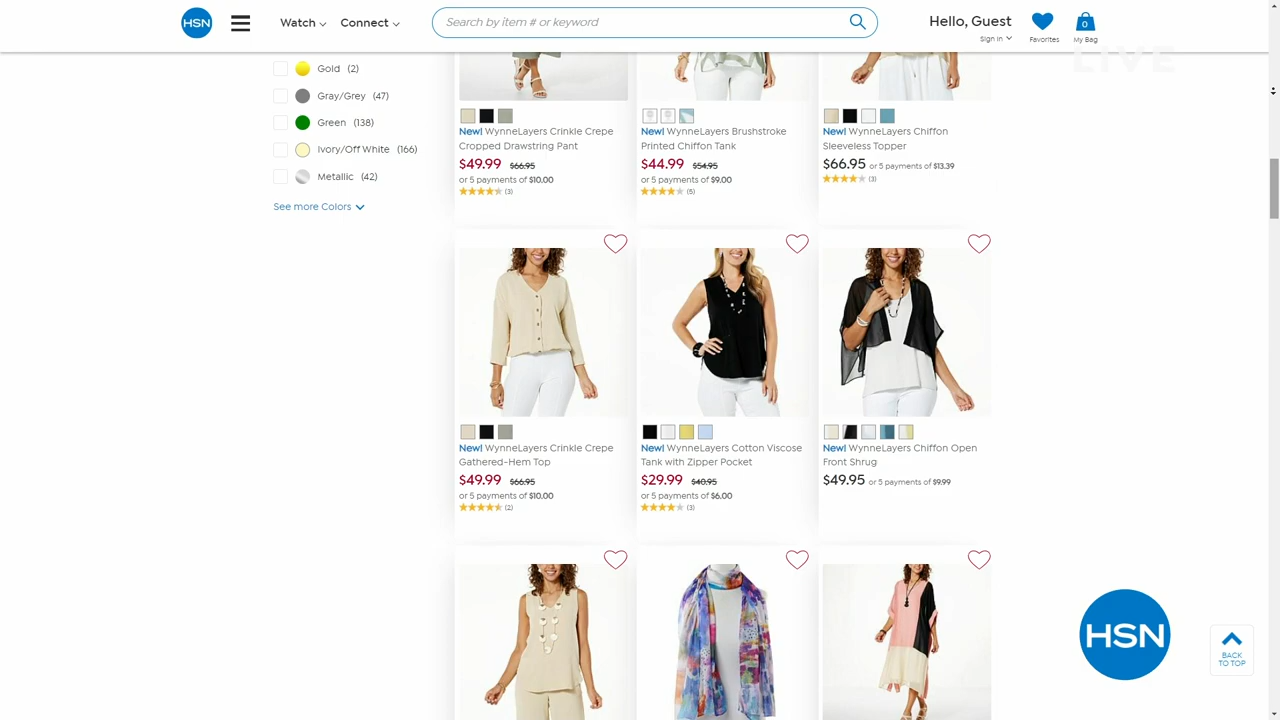 HSN
Watch
Connect
Search by item # or keyword
Hello, Guest
Sign In
Favorites
0
My Bag
LIVE
Gold (2)
Gray/Grey (47)
Green (138)
Ivory/Off White (166)
Metallic (42)
See more Colors
New! WynneLayers Crinkle Crepe
Cropped Drawstring Pant
$49.99 $66.95
or 5 payments of $10.00
(3)
New! WynneLayers Brushstroke
Printed Chiffon Tank
$44.99 $54.95
or 5 payments of $9.00
(5)
New! WynneLayers Chiffon
Sleeveless Topper
$66.95 or 5 payments of $13.39
(3)
New! WynneLayers Crinkle Crepe
Gathered-Hem Top
$49.99 $66.95
or 5 payments of $10.00
(2)
New! WynneLayers Cotton Viscose
Tank with Zipper Pocket
$29.99 $40.95
or 5 payments of $6.00
(3)
New! WynneLayers Chiffon Open
Front Shrug
$49.95 or 5 payments of $9.99
HSN
BACK
TO TOP